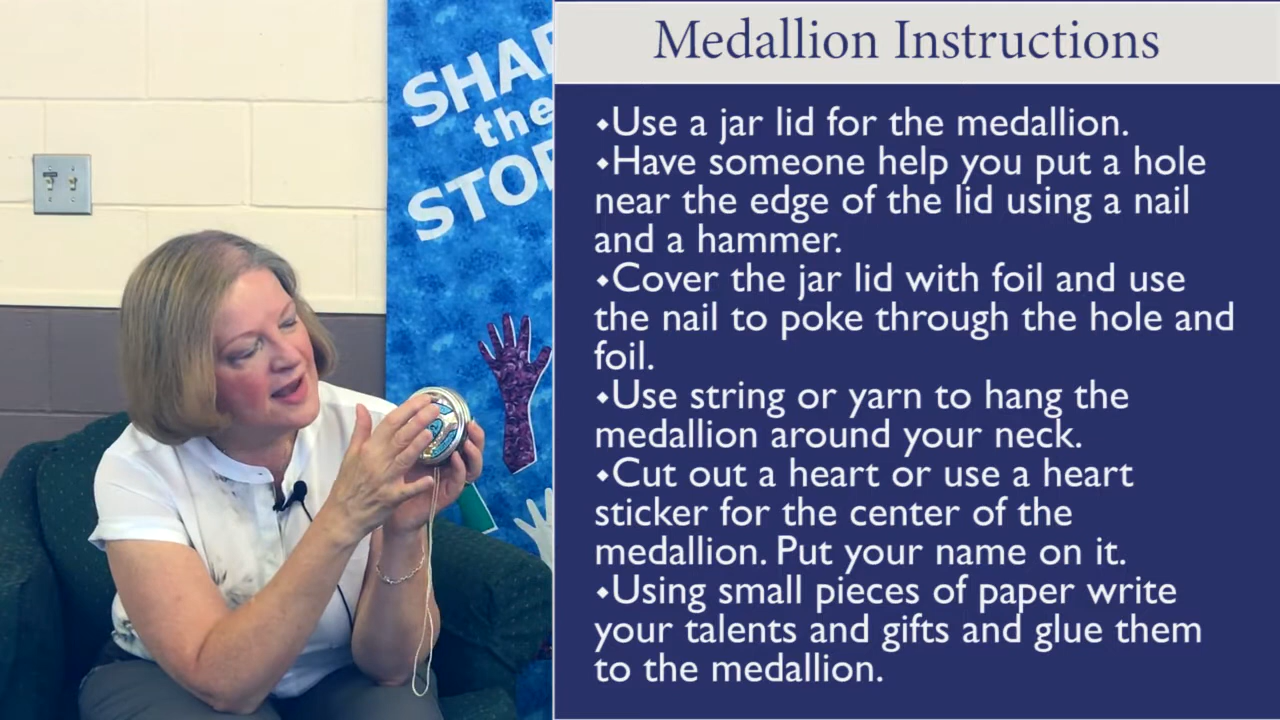 SHAR
the
STOR
Medallion Instructions
⬥Use a jar lid for the medallion.
⬥Have someone help you put a hole
near the edge of the lid using a nail
and a hammer.
⬥Cover the jar lid with foil and use
the nail to poke through the hole and
foil.
⬥Use string or yarn to hang the
medallion around your neck.
⬥Cut out a heart or use a heart
sticker for the center of the
medallion. Put your name on it.
⬥Using small pieces of paper write
your talents and gifts and glue them
to the medallion.